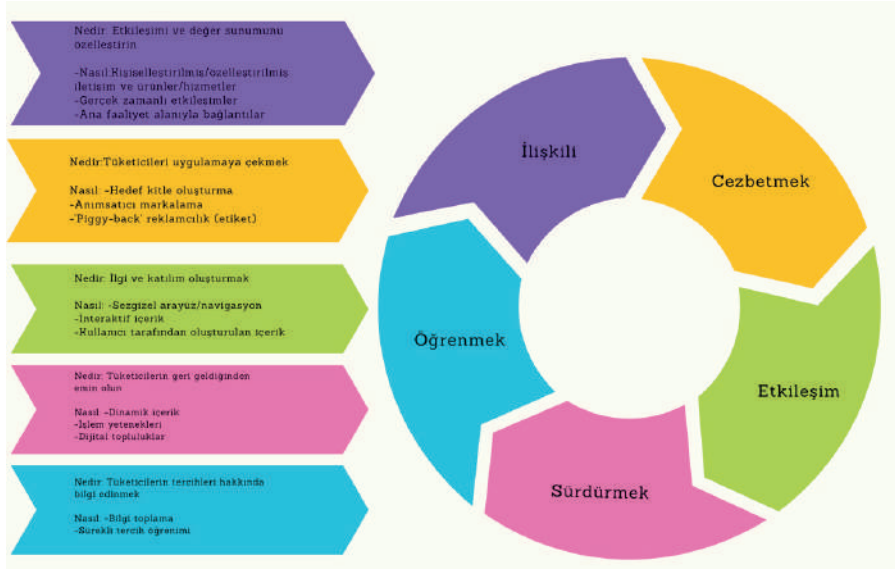 Nedir: Etkileşimi ve değer sunumunu
özelleştirin
-Nasıl:Kişiselleştirilmiş/özelleştirilmiş
iletişim ve ürünler/hizmetler
-Gerçek zamanlı etkileşimler
-Ana faaliyet alanıyla bağlantılar
Nedir:Tüketicileri uygulamaya çekmek
Nasıl: -Hedef kitle oluşturma
-Anımsatıcı markalama
-'Piggy-back' reklamcılık (etiket)
Nedir: İlgi ve katılım oluşturmak
Nasıl: -Sezgizel arayüz/navigasyon
-İnteraktif içerik
-Kullanıcı tarafından oluşturulan içerik
Nedir: Tüketicilerin geri geldiğinden
emin olun
Nasıl: -Dinamik içerik
-İşlem yetenekleri
-Dijital topluluklar
Nedir: Tüketicilerin tercihleri hakkında
bilgi edinmek
Nasıl: -Bilgi toplama
-Sürekli tercik öğrenimi
İlişkili
Cezbetmek
Öğrenmek
Etkileşim
Sürdürmek